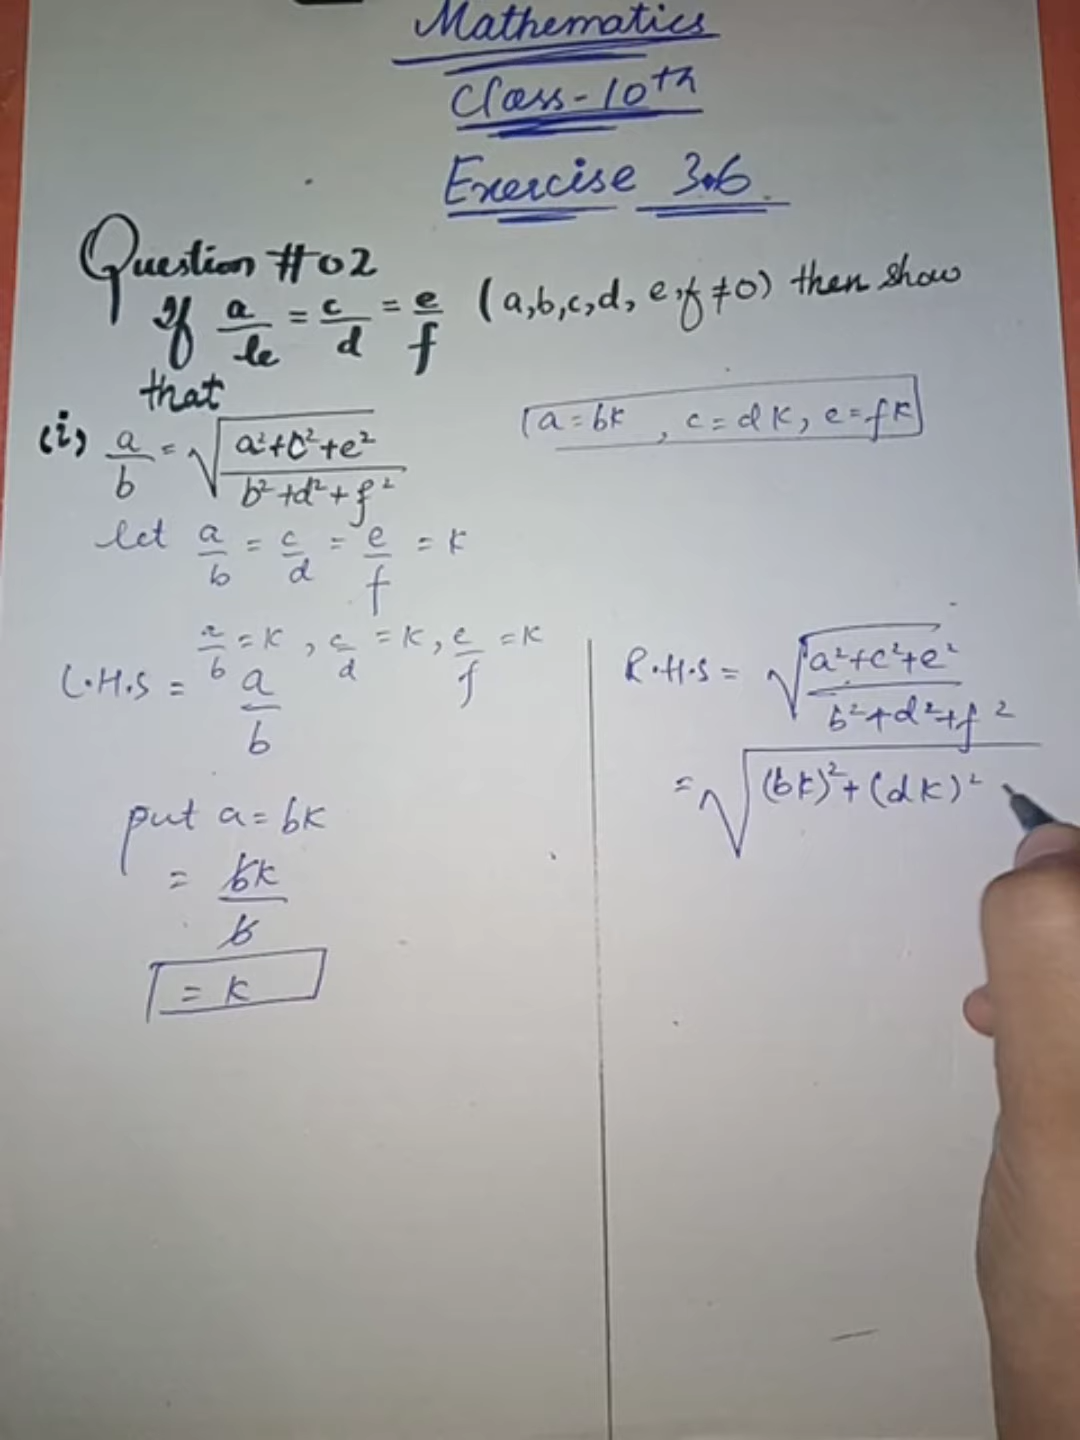 Mathematics
Class-10th
Exercise 3.6
Question #02
If a/b = c/d = e/f (a,b,c,d,e,f≠0) then show
that
(i) a/b = √((a²+c²+e²)/(b²+d²+f²))
a=bk, c=dk, e=fk
let a/b = c/d = e/f = k
a/b = k, c/d = k, e/f = k
L.H.S = a/b
put a=bk
= bk/b
= k
R.H.S = √((a²+c²+e²)/(b²+d²+f²))
= √(bk)²+(dk)²